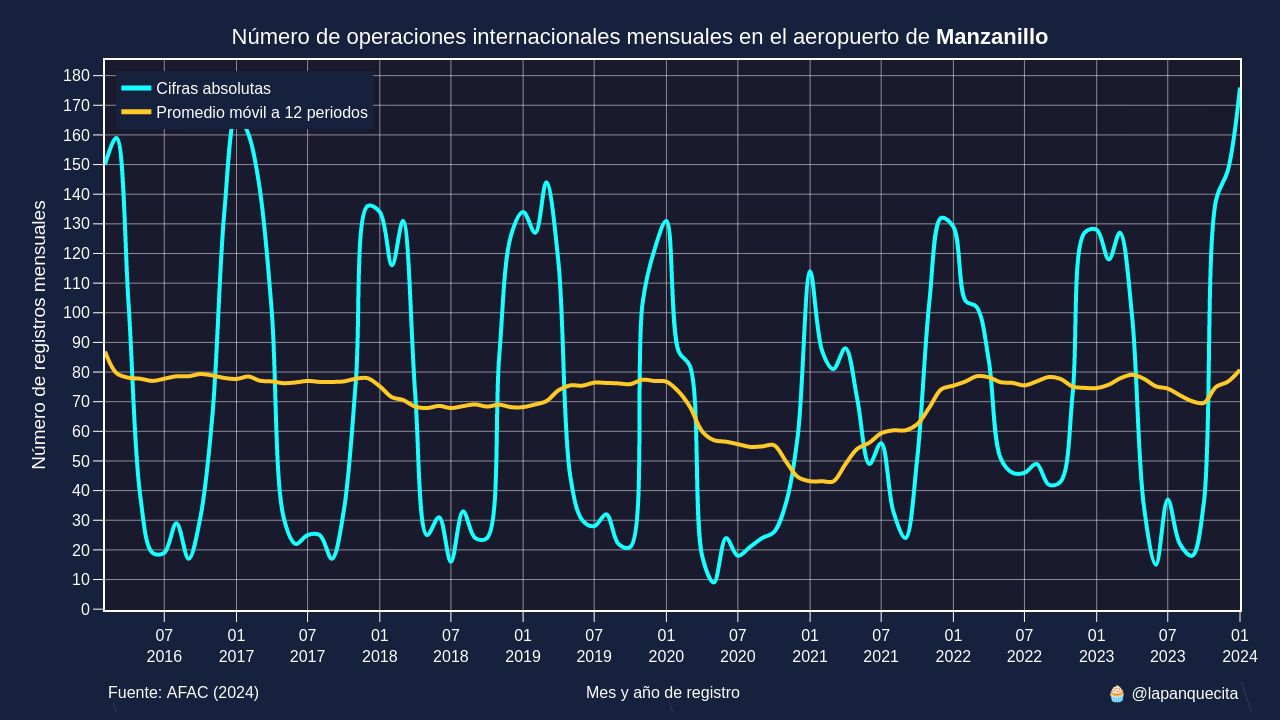 Número de operaciones internacionales mensuales en el aeropuerto de Manzanillo
Cifras absolutas
Promedio móvil a 12 periodos
Número de registros mensuales
180
170
160
150
140
130
120
110
100
90
80
70
60
50
40
30
20
10
0
07 01 07 01 07 01 07 01 07 01 07 01 07 01 07 01
2016 2017 2017 2018 2018 2019 2019 2020 2020 2021 2021 2022 2022 2023 2023 2024
Fuente: AFAC (2024)
Mes y año de registro
🧁 @lapanquecita